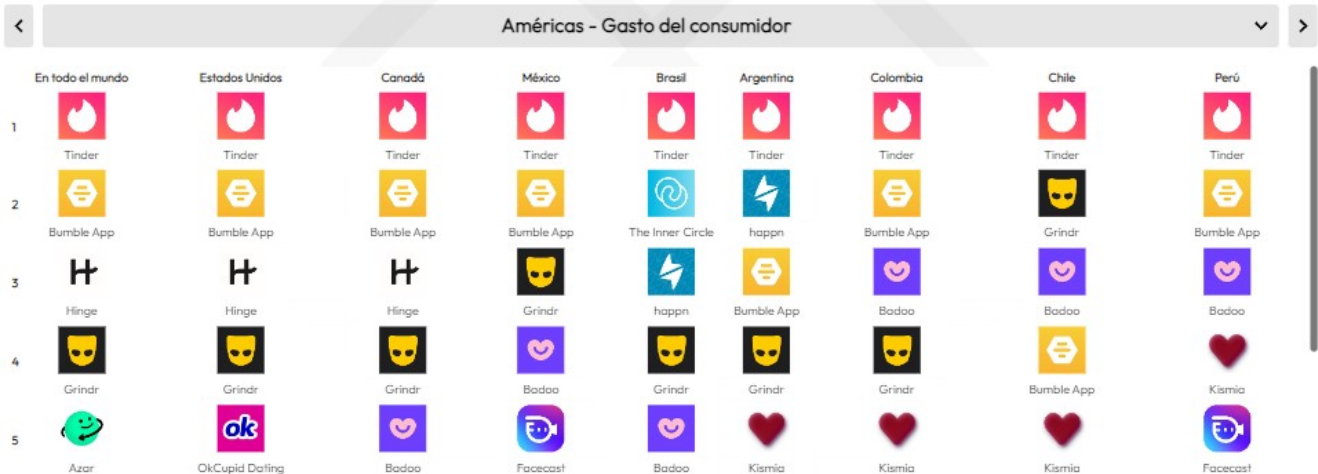 Américas - Gasto del consumidor
En todo el mundo Estados Unidos Canadá México Brasil Argentina Colombia Chile Perú
1
Tinder Tinder Tinder Tinder Tinder Tinder Tinder Tinder Tinder
2
Bumble App Bumble App Bumble App Bumble App The Inner Circle happn Bumble App Grindr Bumble App
3
Hinge Hinge Hinge Grindr happn Bumble App Badoo Badoo Badoo
4
Grindr Grindr Grindr Badoo Grindr Grindr Grindr Bumble App Kismia
ok
5
Azar OkCupid Dating Badoo Facecast Badoo Kismia Kismia Kismia Facecast